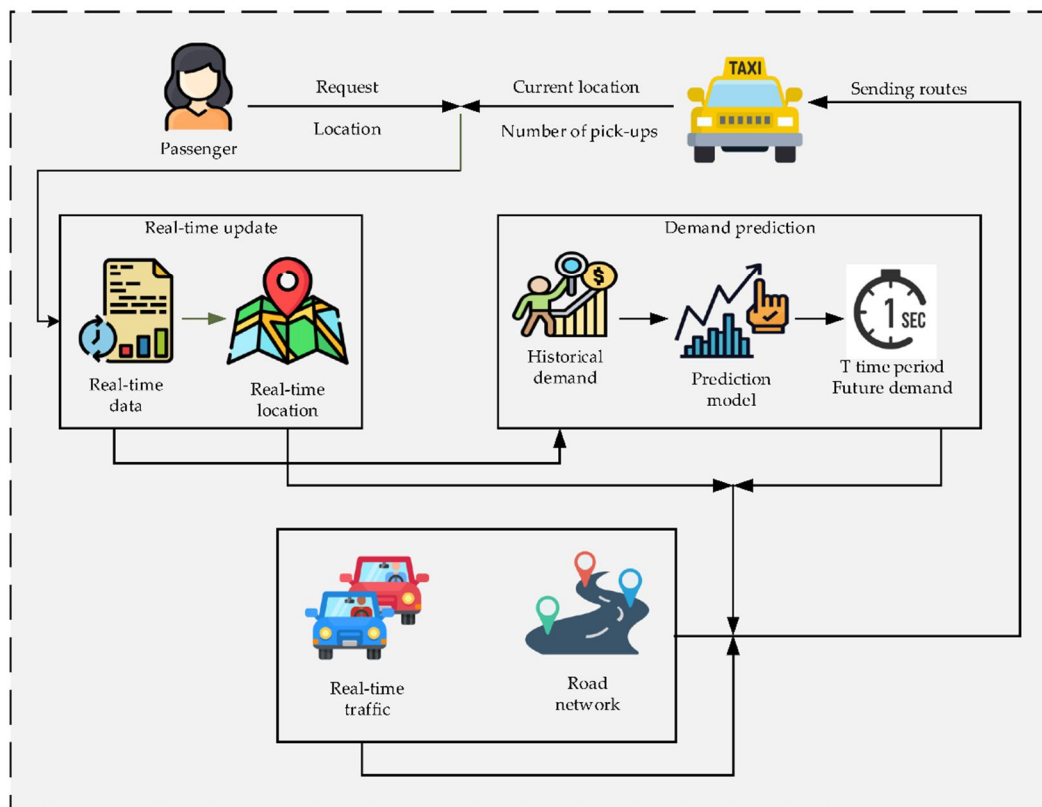 TAXI
Request
Current location
Sending routes
Location
Number of pick-ups
Passenger
Real-time update
Demand prediction
$
1 SEC
Historical
demand
Prediction
model
T time period
Future demand
Real-time
data
Real-time
location
Real-time
traffic
Road
network